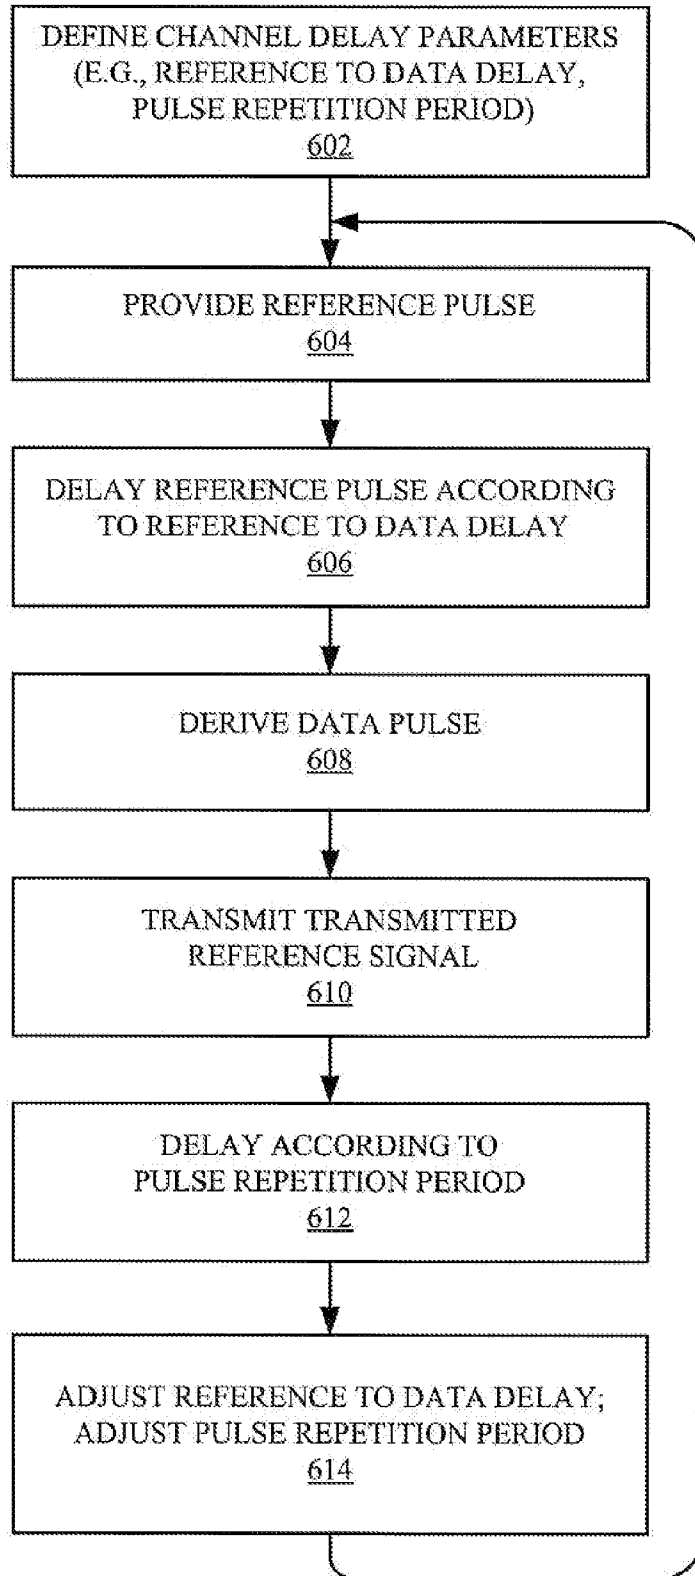 DEFINE CHANNEL DELAY PARAMETERS
(E.G., REFERENCE TO DATA DELAY,
PULSE REPETITION PERIOD)
602
PROVIDE REFERENCE PULSE
604
DELAY REFERENCE PULSE ACCORDING
TO REFERENCE TO DATA DELAY
606
DERIVE DATA PULSE
608
TRANSMIT TRANSMITTED
REFERENCE SIGNAL
610
DELAY ACCORDING TO
PULSE REPETITION PERIOD
612
ADJUST REFERENCE TO DATA DELAY;
ADJUST PULSE REPETITION PERIOD
614